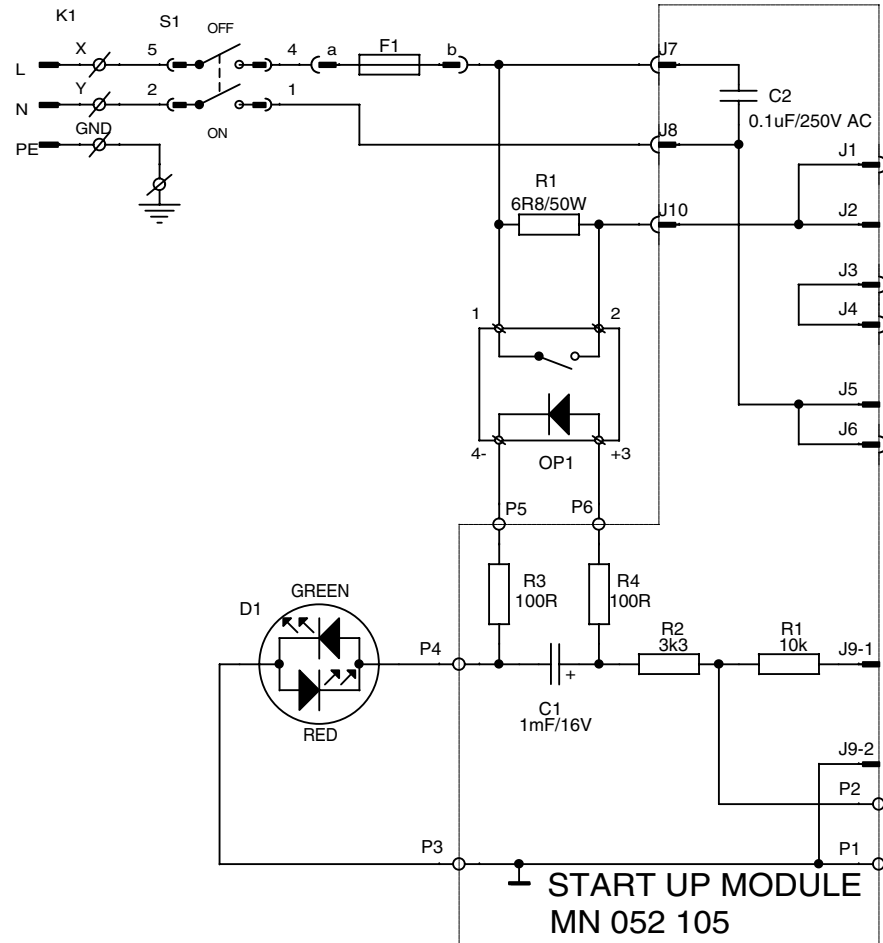 K1
S1
OFF
X
5
4
a
F1
b
J7
L
Y
2
1
C2
N
ON
0.1uF/250V AC
GND
J8
PE
J1
R1
6R8/50W
J10
J2
J3
1
2
J4
J5
J6
4-
+3
OP1
P5
P6
R3
100R
R4
100R
GREEN
D1
P4
R2
3k3
R1
10k
J9-1
+
C1
1mF/16V
RED
J9-2
P2
P3
P1
START UP MODULE
MN 052 105